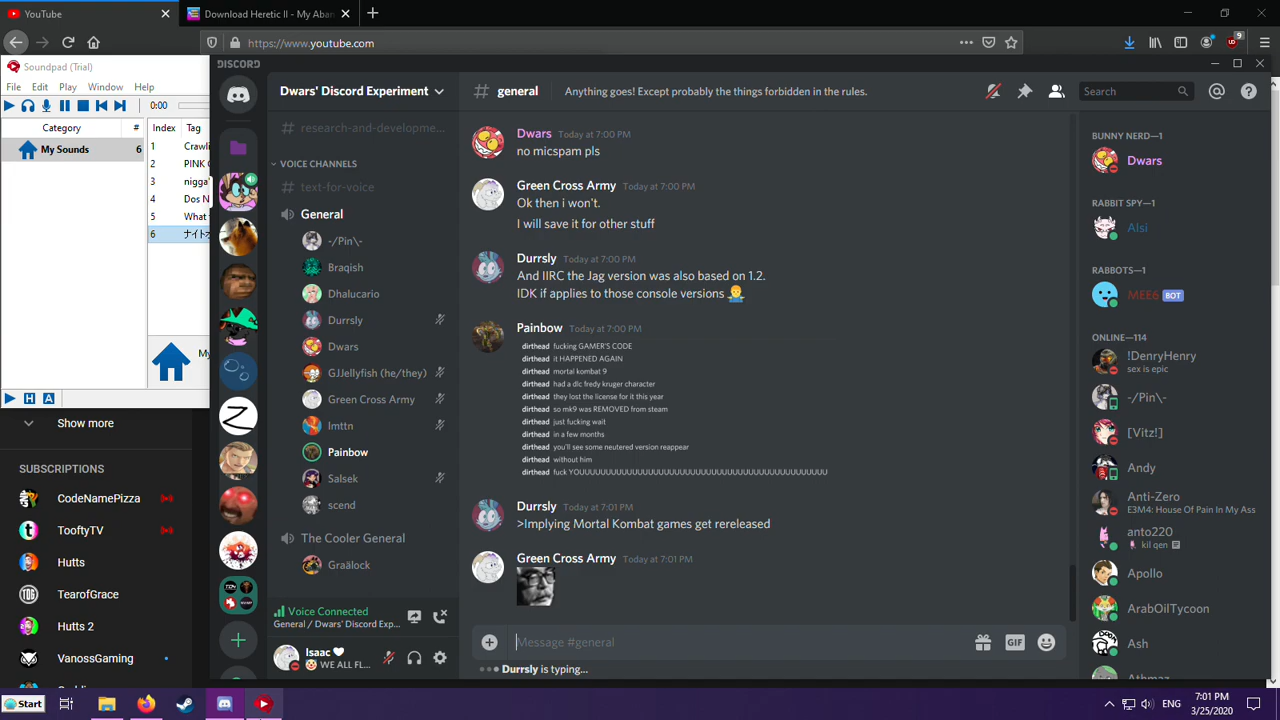 YouTube
Download Heretic II - My Aban
https://www.youtube.com
9
Soundpad (Trial)
File Edit Play Window Help
0:00
Category #
My Sounds 6
Index Tag
1 Crawli
2 PINK
3 nigga'
4 Dos N
5 What
6 ナイト
My
Show more
SUBSCRIPTIONS
CodeNamePizza
TooftyTV
Hutts
TearofGrace
Hutts 2
VanossGaming
DISCORD
Dwars' Discord Experiment
research-and-developme...
VOICE CHANNELS
text-for-voice
General
-/Pin\-
Braqish
Dhalucario
Durrsly
Dwars
GJJellyfish (he/they)
Green Cross Army
Imttn
Painbow
Salsek
scend
The Cooler General
Graälock
Voice Connected
General / Dwars' Discord Exp...
Isaac
WE ALL FL...
# general
Anything goes! Except probably the things forbidden in the rules.
Search
Dwars Today at 7:00 PM
no micspam pls
Green Cross Army Today at 7:00 PM
Ok then i won't.
I will save it for other stuff
Durrsly Today at 7:00 PM
And IIRC the Jag version was also based on 1.2.
IDK if applies to those console versions
Painbow Today at 7:00 PM
dirthead fucking GAMER'S CODE
dirthead it HAPPENED AGAIN
dirthead mortal kombat 9
dirthead had a dlc fredy kruger character
dirthead they lost the license for it this year
dirthead so mk9 was REMOVED from steam
dirthead just fucking wait
dirthead in a few months
dirthead you'll see some neutered version reappear
dirthead without him
dirthead fuck YOUUUUUUUUUUUUUUUUUUUUUUUUUUUUUUUUUUUUUUUUUUUUU
Durrsly Today at 7:01 PM
>Implying Mortal Kombat games get rereleased
Green Cross Army Today at 7:01 PM
Message #general
GIF
Durrsly is typing...
BUNNY NERD—1
Dwars
RABBIT SPY—1
Alsi
RABBOTS—1
MEE6 BOT
ONLINE—114
!DenryHenry
sex is epic
-/Pin\-
[Vitz!]
Andy
Anti-Zero
E3M4: House Of Pain In My Ass
anto220
kil qen
Apollo
ArabOilTycoon
Ash
Start
ENG
7:01 PM
3/25/2020